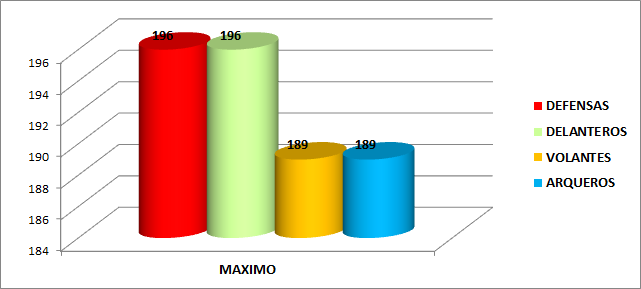 196
194
192
190
188
186
184
196 196 189 189
MAXIMO
DEFENSAS
DELANTEROS
VOLANTES
ARQUEROS